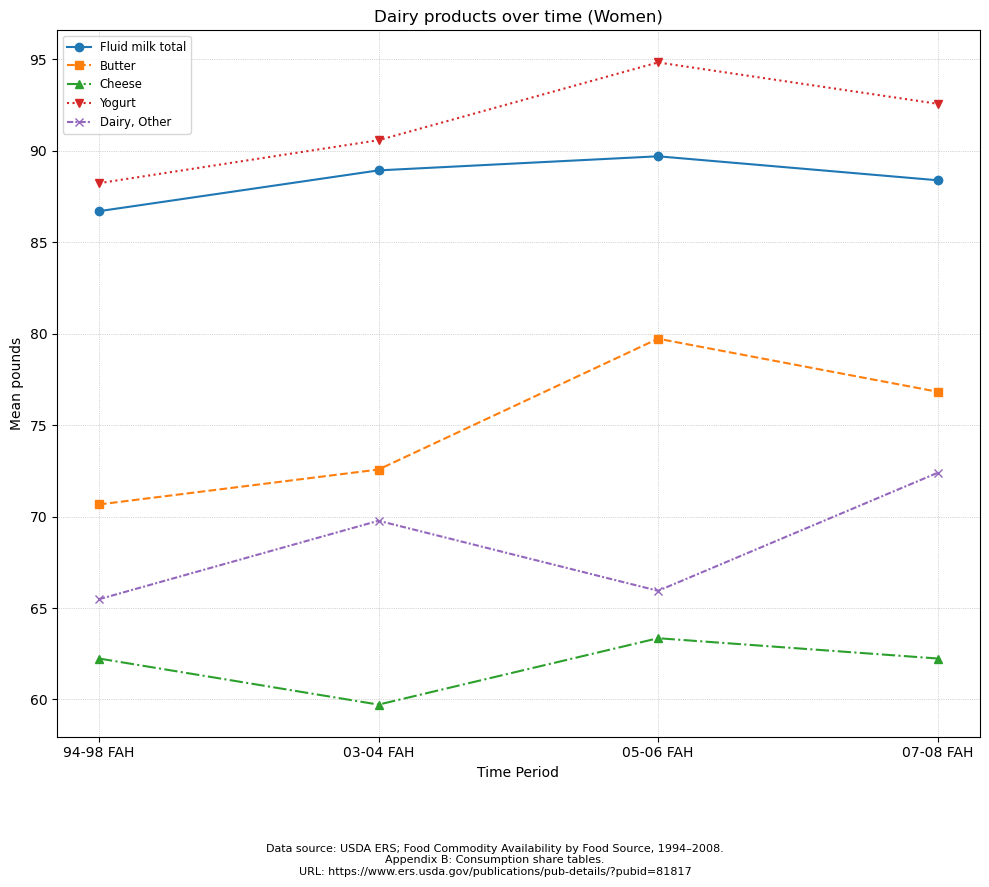 Dairy products over time (Women)
Fluid milk total
Butter
Cheese
Yogurt
Dairy, Other
Mean pounds
95
90
85
80
75
70
65
60
94-98 FAH
03-04 FAH
05-06 FAH
07-08 FAH
Time Period
Data source: USDA ERS; Food Commodity Availability by Food Source, 1994–2008.
Appendix B: Consumption share tables.
URL: https://www.ers.usda.gov/publications/pub-details/?pubid=81817